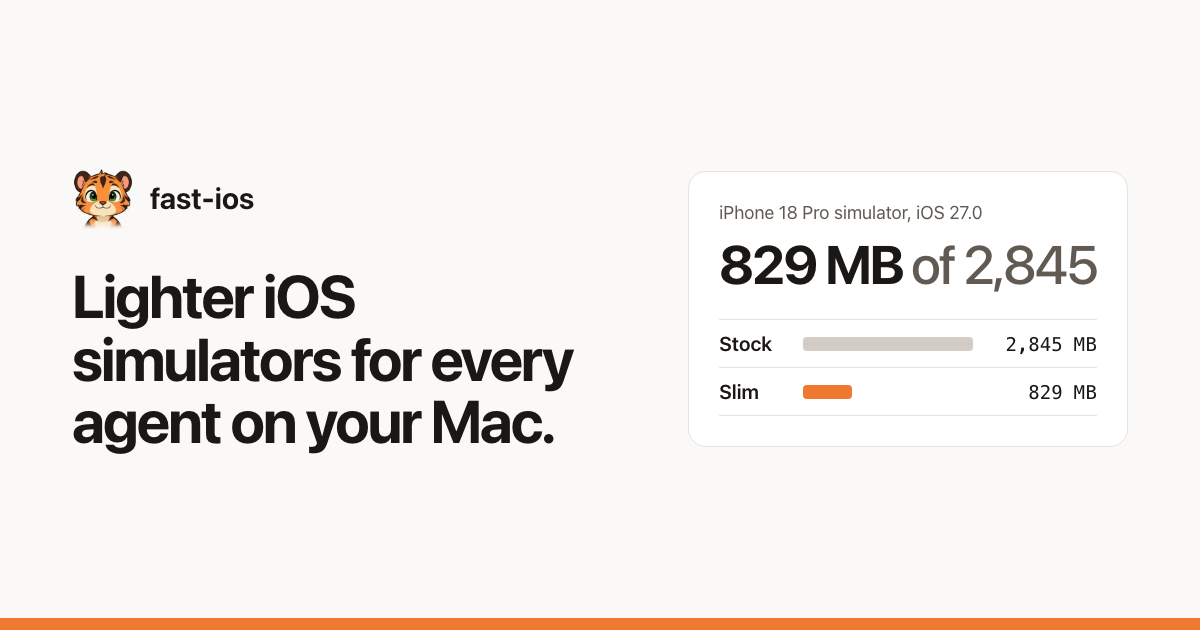 fast-ios
Lighter iOS
simulators for every
agent on your Mac.
iPhone 18 Pro simulator, iOS 27.0
829 MB of 2,845
Stock 2,845 MB
Slim 829 MB